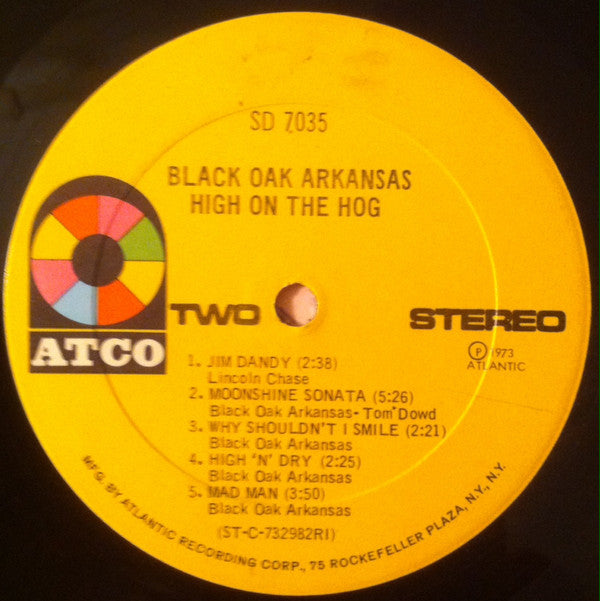 SD 7035
BLACK OAK ARKANSAS
HIGH ON THE HOG
ATCO
TWO
STEREO
℗ 1973
ATLANTIC
1. JIM DANDY (2:38)
Lincoln Chase
2. MOONSHINE SONATA (5:26)
Black Oak Arkansas-Tom Dowd
3. WHY SHOULDN'T I SMILE (2:21)
Black Oak Arkansas
4. HIGH 'N' DRY (2:25)
Black Oak Arkansas
5. MAD MAN (3:50)
Black Oak Arkansas
(ST-C-732982RI)
MFG. BY ATLANTIC RECORDING CORP., 75 ROCKEFELLER PLAZA, N.Y., N.Y.